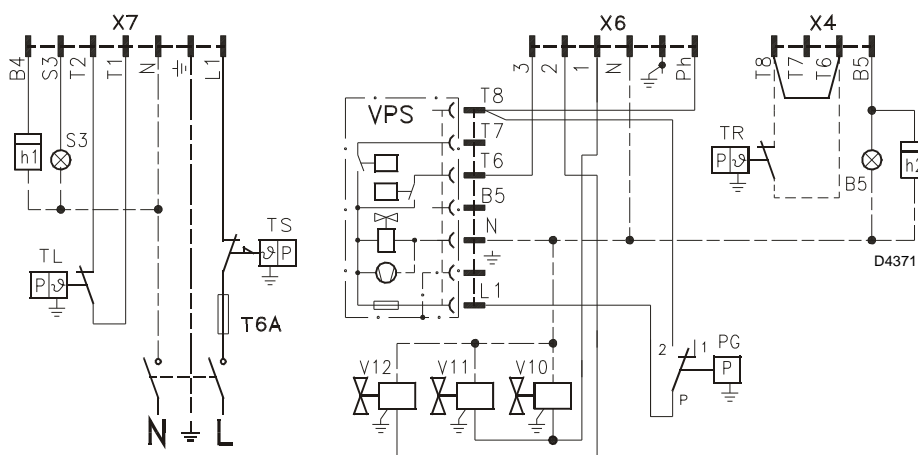 X7
B4 S3 T2 T1 N L1
h1
S3
TL
P ϑ
TS
ϑ P
T6A
N L
X6
3 2 1 N Ph
VPS
T8
T7
T6
B5
N
L1
V12
V11
V10
2 1
P
PG
P
X4
T8 T7 T6 B5
TR
P ϑ
B5
h2
D4371